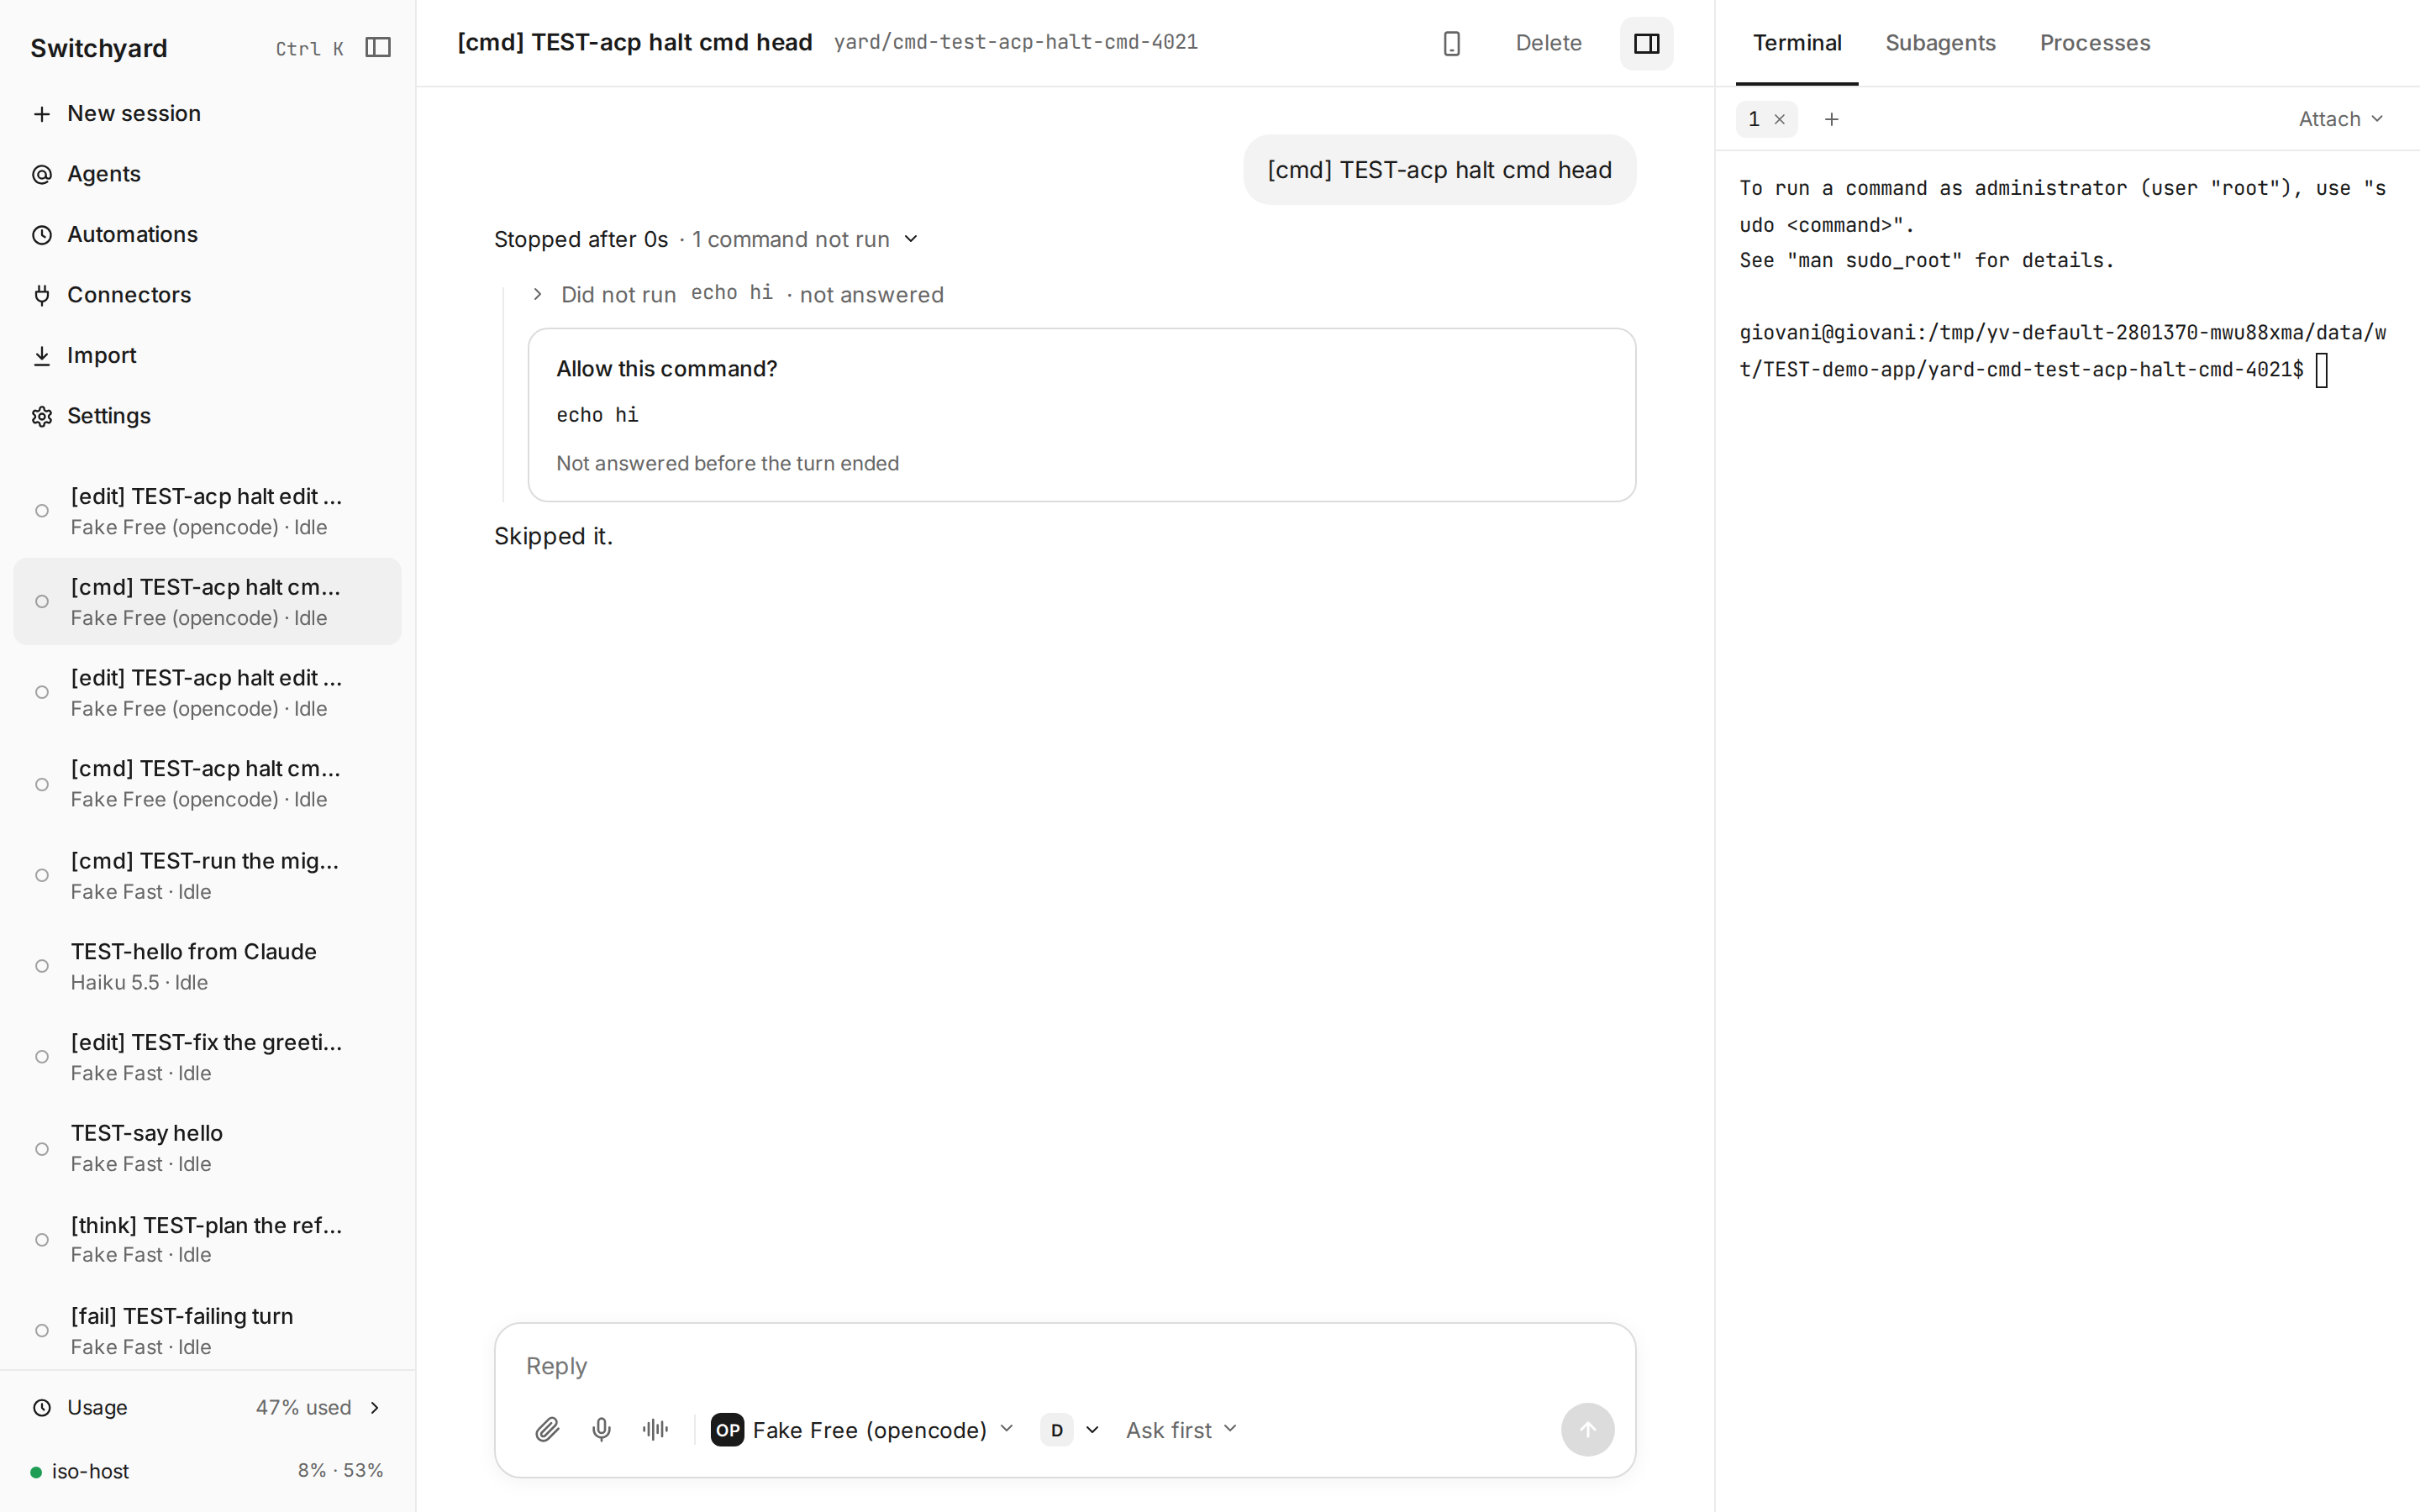 Switchyard
Ctrl K
New session
Agents
Automations
Connectors
Import
Settings
[edit] TEST-acp halt edit ...
Fake Free (opencode) · Idle
[cmd] TEST-acp halt cm...
Fake Free (opencode) · Idle
[edit] TEST-acp halt edit ...
Fake Free (opencode) · Idle
[cmd] TEST-acp halt cm...
Fake Free (opencode) · Idle
[cmd] TEST-run the mig...
Fake Fast · Idle
TEST-hello from Claude
Haiku 5.5 · Idle
[edit] TEST-fix the greeti...
Fake Fast · Idle
TEST-say hello
Fake Fast · Idle
[think] TEST-plan the ref...
Fake Fast · Idle
[fail] TEST-failing turn
Fake Fast · Idle
Usage 47% used
iso-host 8% · 53%
[cmd] TEST-acp halt cmd head yard/cmd-test-acp-halt-cmd-4021
Delete
[cmd] TEST-acp halt cmd head
Stopped after 0s · 1 command not run
Did not run echo hi · not answered
Allow this command?
echo hi
Not answered before the turn ended
Skipped it.
Reply
OP Fake Free (opencode) D Ask first
Terminal Subagents Processes
1 Attach
To run a command as administrator (user "root"), use "s
udo <command>".
See "man sudo_root" for details.
giovani@giovani:/tmp/yv-default-2801370-mwu88xma/data/w
t/TEST-demo-app/yard-cmd-test-acp-halt-cmd-4021$